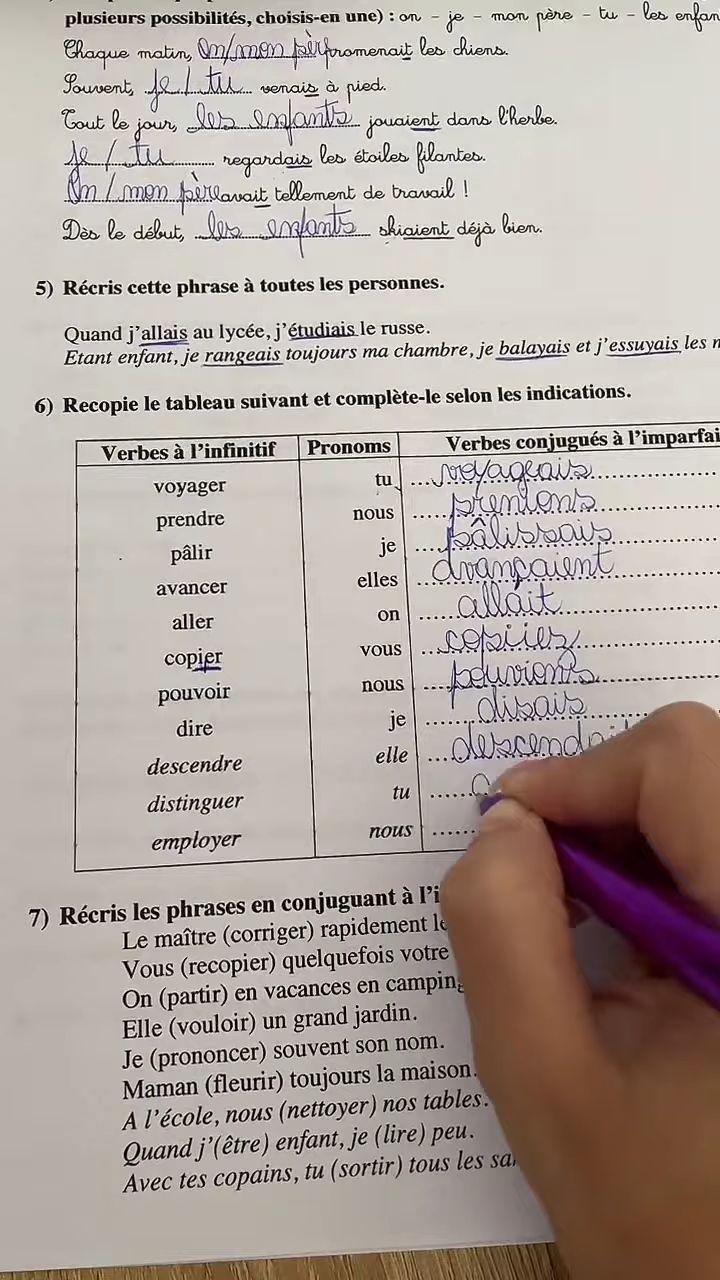 plusieurs possibilités, choisis-en une) : on - je - mon père - tu - les enfan
Chaque matin, On/mon père promenait les chiens.
Souvent, je / tu venais à pied.
Tout le jour, les enfants jouaient dans l'herbe.
je / tu regardais les étoiles filantes.
On / mon père avait tellement de travail !
Dès le début, les enfants skiaient déjà bien.
5) Récris cette phrase à toutes les personnes.
Quand j'allais au lycée, j'étudiais le russe.
Etant enfant, je rangeais toujours ma chambre, je balayais et j'essuyais les
6) Recopie le tableau suivant et complète-le selon les indications.
Verbes à l'infinitif Pronoms Verbes conjugués à l'imparfai
voyager tu voyageais
prendre nous prenions
pâlir je pâlissais
avancer elles avançaient
aller on allait
copier vous copiiez
pouvoir nous pouvions
dire je disais
descendre elle descendait
distinguer tu
employer nous
7) Récris les phrases en conjuguant à l'i
Le maître (corriger) rapidement le
Vous (recopier) quelquefois votre
On (partir) en vacances en camping
Elle (vouloir) un grand jardin.
Je (prononcer) souvent son nom.
Maman (fleurir) toujours la maison.
A l'école, nous (nettoyer) nos tables.
Quand j'(être) enfant, je (lire) peu.
Avec tes copains, tu (sortir) tous les sa